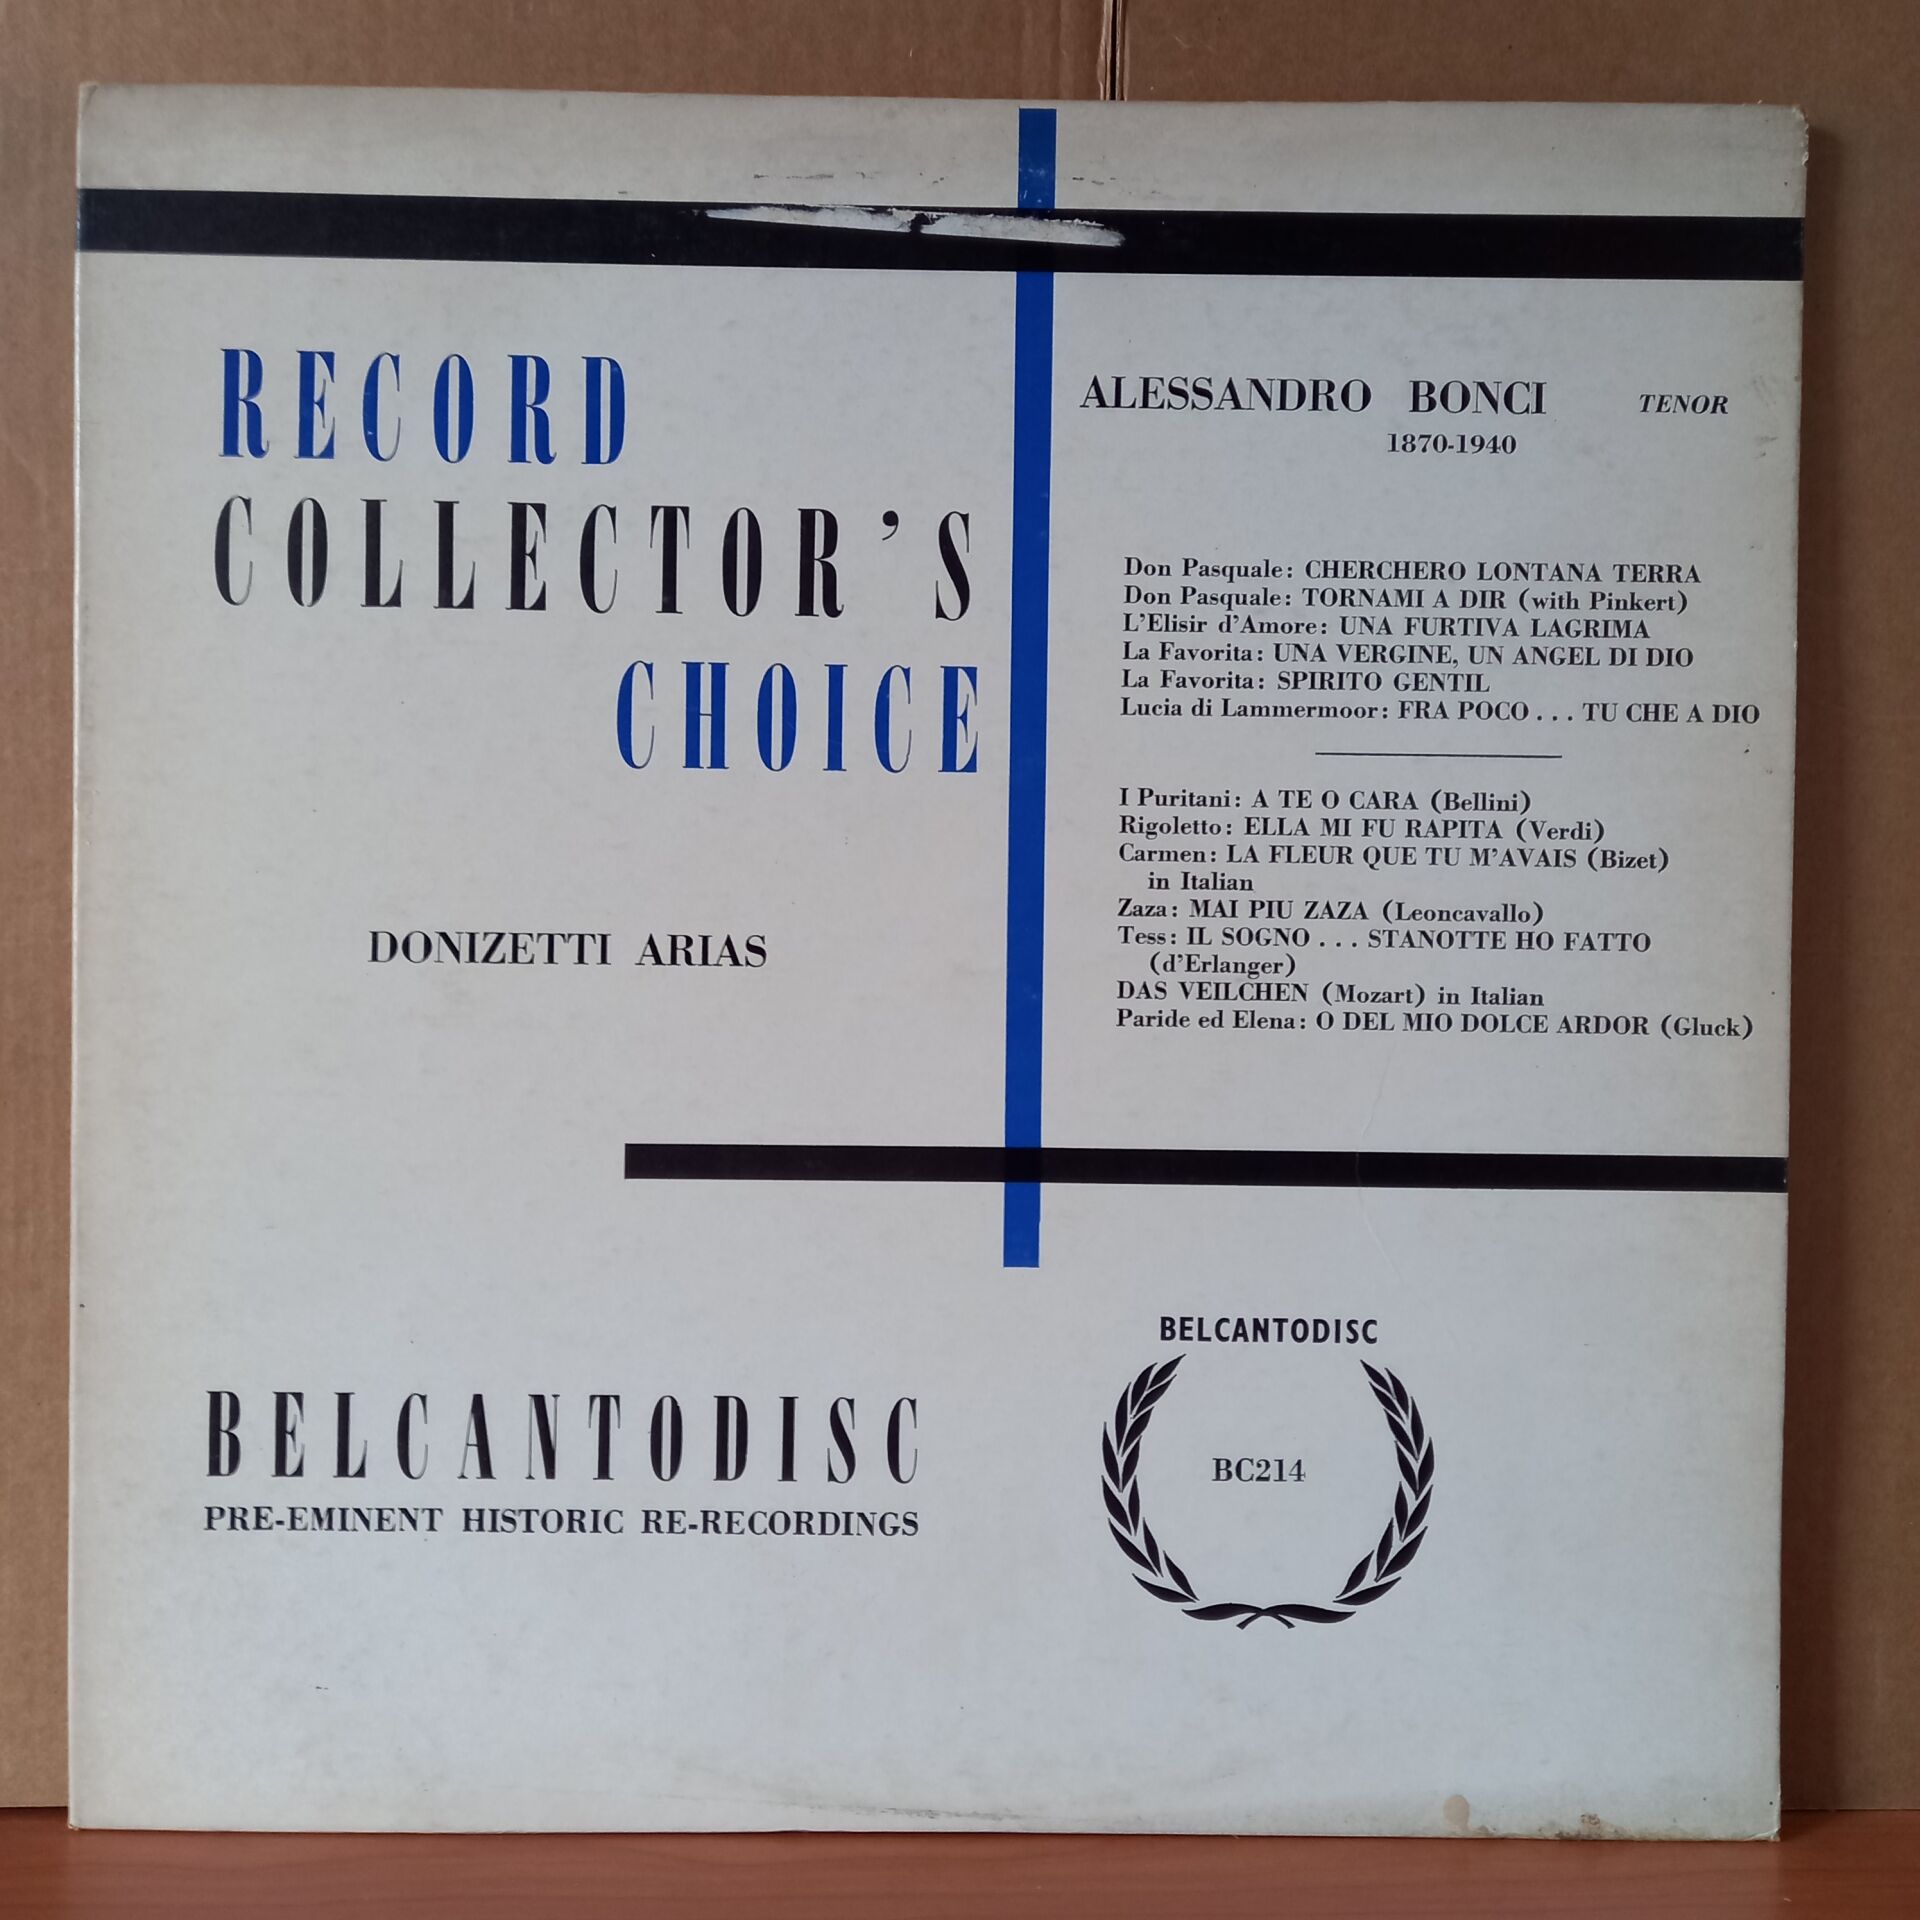 RECORD
COLLECTOR'S
CHOICE
DONIZETTI ARIAS
BELCANTODISC
PRE-EMINENT HISTORIC RE-RECORDINGS
ALESSANDRO BONCI TENOR
1870-1940
Don Pasquale: CHERCHERO LONTANA TERRA
Don Pasquale: TORNAMI A DIR (with Pinkert)
L'Elisir d'Amore: UNA FURTIVA LAGRIMA
La Favorita: UNA VERGINE, UN ANGEL DI DIO
La Favorita: SPIRITO GENTIL
Lucia di Lammermoor: FRA POCO . . . TU CHE A DIO
I Puritani: A TE O CARA (Bellini)
Rigoletto: ELLA MI FU RAPITA (Verdi)
Carmen: LA FLEUR QUE TU M'AVAIS (Bizet)
in Italian
Zaza: MAI PIU ZAZA (Leoncavallo)
Tess: IL SOGNO . . . STANOTTE HO FATTO
(d'Erlanger)
DAS VEILCHEN (Mozart) in Italian
Paride ed Elena: O DEL MIO DOLCE ARDOR (Gluck)
BELCANTODISC
BC214